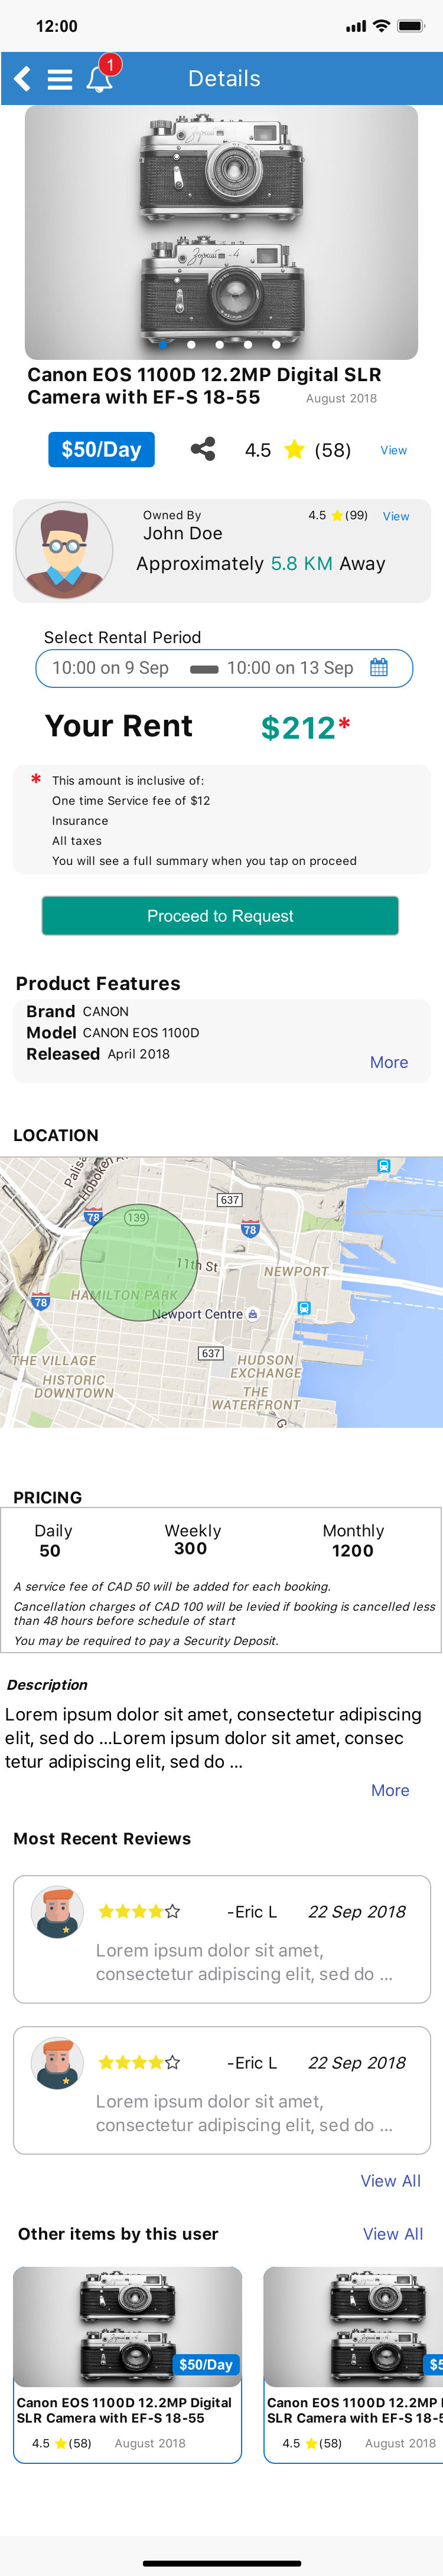 12:00
1
Details
Зоркий
Зоркий - 4
Canon EOS 1100D 12.2MP Digital SLR
Camera with EF-S 18-55
August 2018
$50/Day
4.5 (58)
View
Owned By
4.5 (99)
View
John Doe
Approximately 5.8 KM Away
Select Rental Period
10:00 on 9 Sep
10:00 on 13 Sep
Your Rent
$212*
* This amount is inclusive of:
One time Service fee of $12
Insurance
All taxes
You will see a full summary when you tap on proceed
Proceed to Request
Product Features
Brand CANON
Model CANON EOS 1100D
Released April 2018
More
LOCATION
637
78
139
78
11th St
NEWPORT
78
HAMILTON PARK
Newport Centre
637
THE VILLAGE
HUDSON
EXCHANGE
HISTORIC
DOWNTOWN
THE
WATERFRONT
PRICING
Daily Weekly Monthly
50 300 1200
A service fee of CAD 50 will be added for each booking.
Cancellation charges of CAD 100 will be levied if booking is cancelled less
than 48 hours before schedule of start
You may be required to pay a Security Deposit.
Description
Lorem ipsum dolor sit amet, consectetur adipiscing
elit, sed do ...Lorem ipsum dolor sit amet, consec
tetur adipiscing elit, sed do ...
More
Most Recent Reviews
-Eric L 22 Sep 2018
Lorem ipsum dolor sit amet,
consectetur adipiscing elit, sed do ...
-Eric L 22 Sep 2018
Lorem ipsum dolor sit amet,
consectetur adipiscing elit, sed do ...
View All
Other items by this user
View All
$50/Day
Canon EOS 1100D 12.2MP Digital
SLR Camera with EF-S 18-55
4.5 (58) August 2018
$5
Canon EOS 1100D 12.2MP
SLR Camera with EF-S 18-5
4.5 (58) August 2018